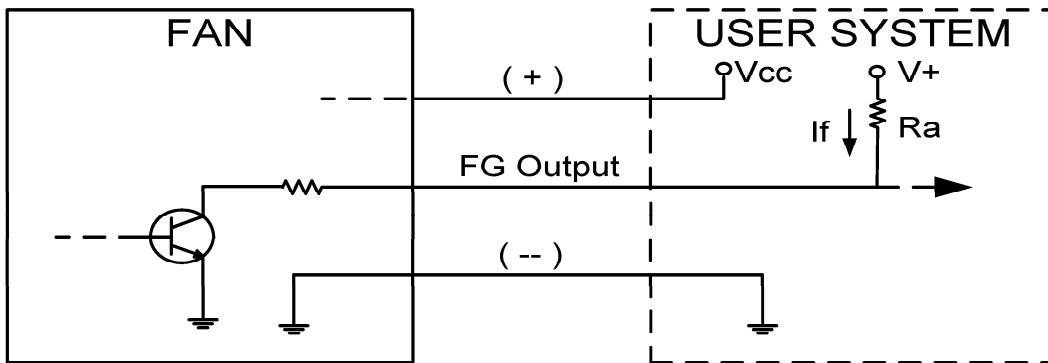 FAN
USER SYSTEM
( + )
Vcc
V+
If
Ra
FG Output
( -- )